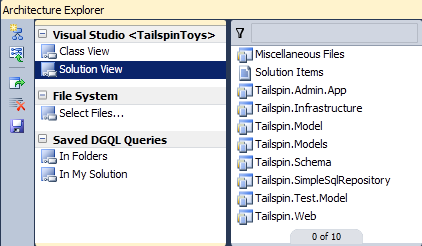 Architecture Explorer
Visual Studio <TailspinToys>
Class View
Solution View
File System
Select Files...
Saved DGQL Queries
In Folders
In My Solution
Miscellaneous Files
Solution Items
Tailspin.Admin.App
Tailspin.Infrastructure
Tailspin.Model
Tailspin.Models
Tailspin.Schema
Tailspin.SimpleSqlRepository
Tailspin.Test.Model
Tailspin.Web
0 of 10